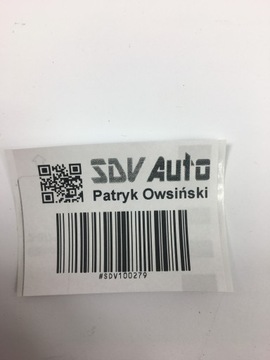 SDV Auto
Patryk Owsiński
#SDV100279